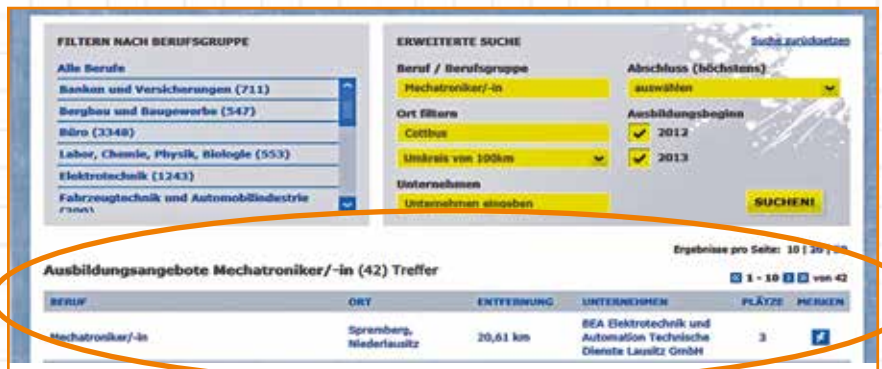 FILTERN NACH BERUFSGRUPPE
Alle Berufe
Banken und Versicherungen (711)
Bergbau und Baugewerbe (547)
Büro (3348)
Labor, Chemie, Physik, Biologie (553)
Elektrotechnik (1243)
Fahrzeugtechnik und Automobilindustrie
ERWEITERTE SUCHE
Suche zurücksetzen
Beruf / Berufsgruppe
Mechatroniker/-in
Abschluss (höchstens)
auswählen
Ort filtern
Cottbus
Umkreis von 100km
Ausbildungsbeginn
2012
2013
Unternehmen
Unternehmen eingeben
SUCHEN!
Ergebnisse pro Seite: 10 | 20 |
Ausbildungsangebote Mechatroniker/-in (42) Treffer
1 - 10 von 42
BERUF ORT ENTFERNUNG UNTERNEHMEN PLÄTZE MERKEN
Mechatroniker/-in
Spremberg,
Niederlausitz
20,61 km
BEA Elektrotechnik und
Automation Technische
Dienste Lausitz GmbH
3